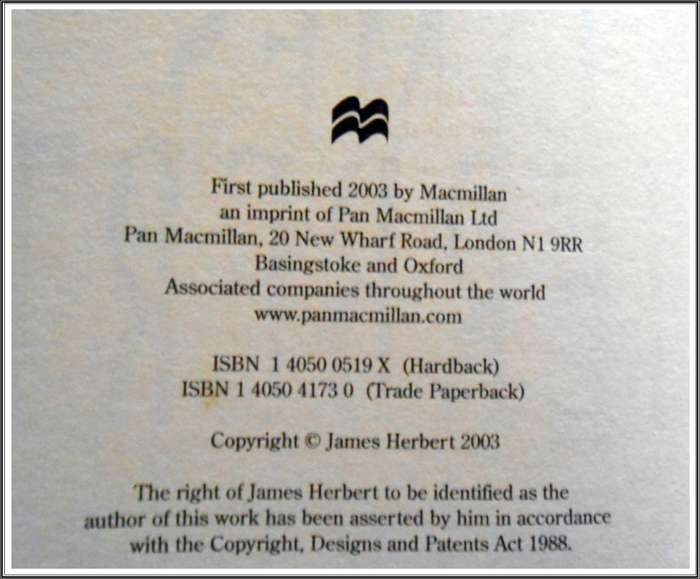 First published 2003 by Macmillan
an imprint of Pan Macmillan Ltd
Pan Macmillan, 20 New Wharf Road, London N1 9RR
Basingstoke and Oxford
Associated companies throughout the world
www.panmacmillan.com
ISBN 1 4050 0519 X (Hardback)
ISBN 1 4050 4173 0 (Trade Paperback)
Copyright © James Herbert 2003
The right of James Herbert to be identified as the
author of this work has been asserted by him in accordance
with the Copyright, Designs and Patents Act 1988.